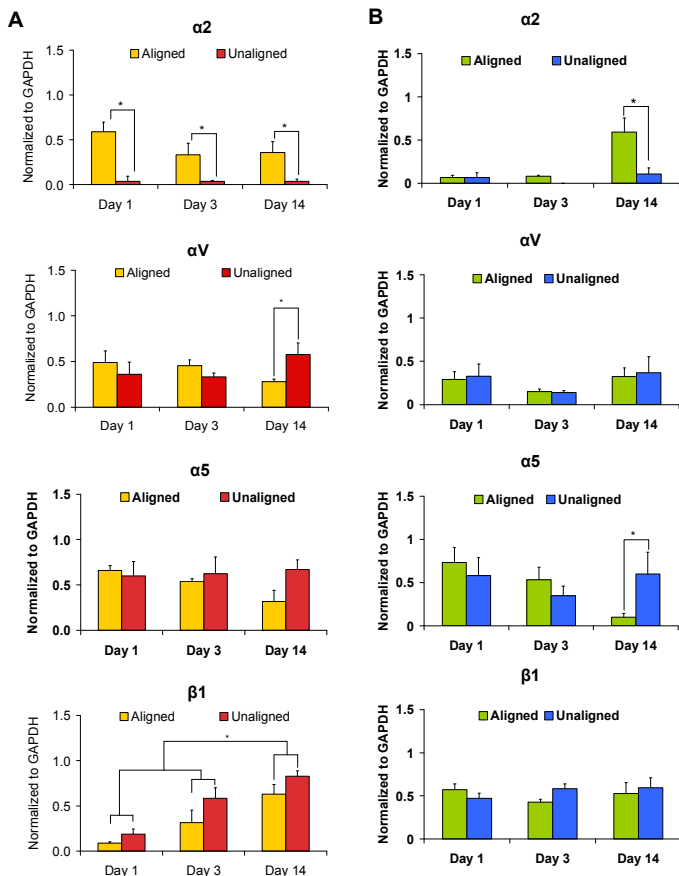 A
α2
Normalized to GAPDH
Aligned Unaligned
1.5
1.0
0.5
0.0
* * *
Day 1 Day 3 Day 14
αV
Normalized to GAPDH
Aligned Unaligned
1.5
1.0
0.5
0.0
*
Day 1 Day 3 Day 14
α5
Normalized to GAPDH
Aligned Unaligned
1.5
1.0
0.5
0.0
Day 1 Day 3 Day 14
β1
Normalized to GAPDH
Aligned Unaligned
1.5
1.0
0.5
0.0
*
Day 1 Day 3 Day 14
B
α2
Normalized to GAPDH
Aligned Unaligned
1.5
1
0.5
0
*
Day 1 Day 3 Day 14
αV
Normalized to GAPDH
Aligned Unaligned
1.5
1
0.5
0
Day 1 Day 3 Day 14
α5
Normalized to GAPDH
Aligned Unaligned
1.5
1
0.5
0
*
Day 1 Day 3 Day 14
β1
Normalized to GAPDH
Aligned Unaligned
1.5
1
0.5
0
Day 1 Day 3 Day 14